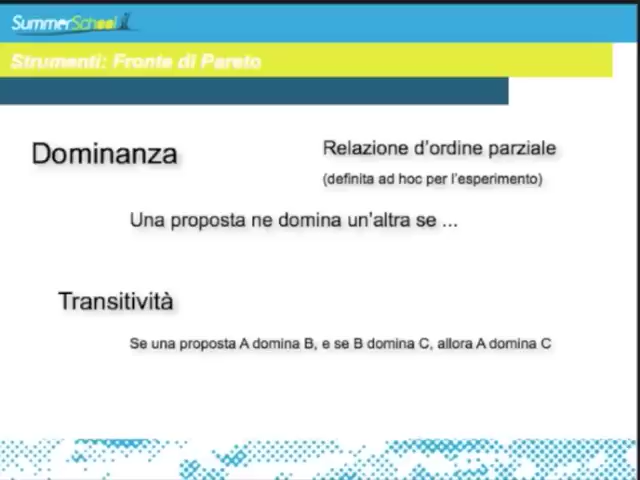 SummerSchool
Strumenti: Fronte di Pareto
Dominanza
Relazione d'ordine parziale
(definita ad hoc per l'esperimento)
Una proposta ne domina un'altra se ...
Transitività
Se una proposta A domina B, e se B domina C, allora A domina C